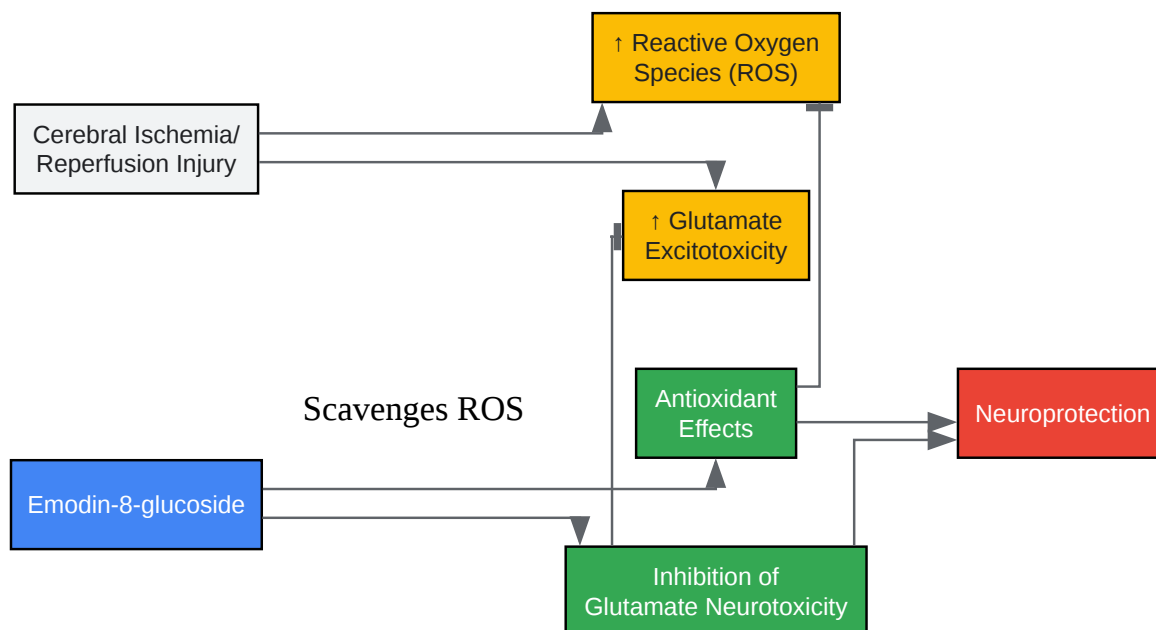 ↑ Reactive Oxygen
Species (ROS)
Cerebral Ischemia/
Reperfusion Injury
↑ Glutamate
Excitotoxicity
Scavenges ROS
Antioxidant
Effects
Neuroprotection
Emodin-8-glucoside
Inhibition of
Glutamate Neurotoxicity